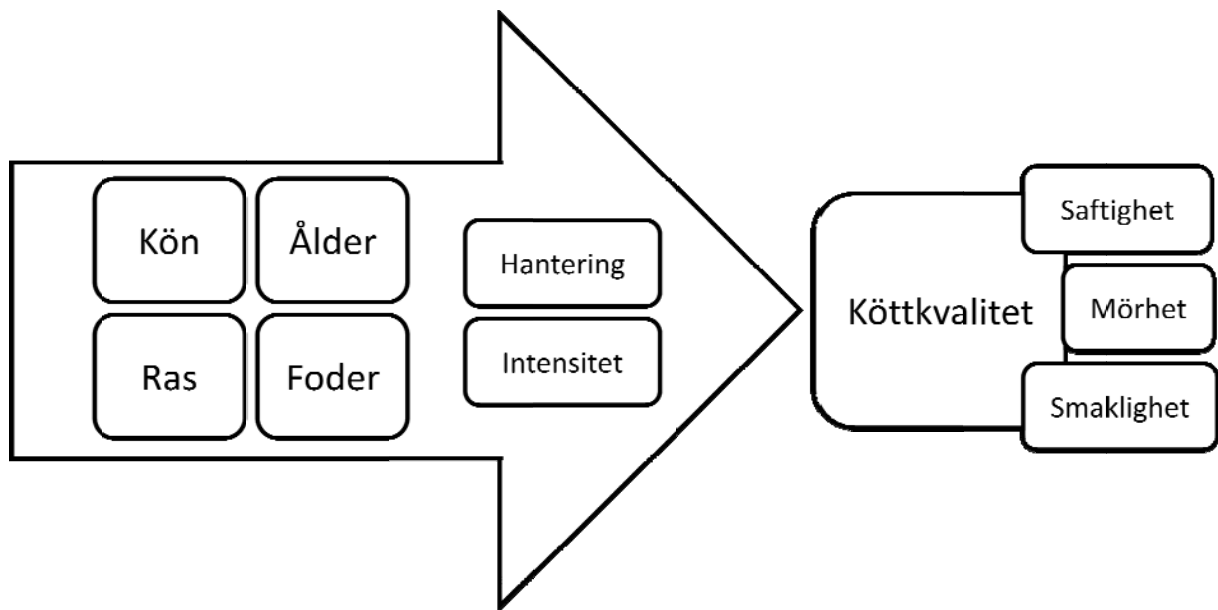 Kön
Ålder
Ras
Foder
Hantering
Intensitet
Köttkvalitet
Saftighet
Mörhet
Smaklighet